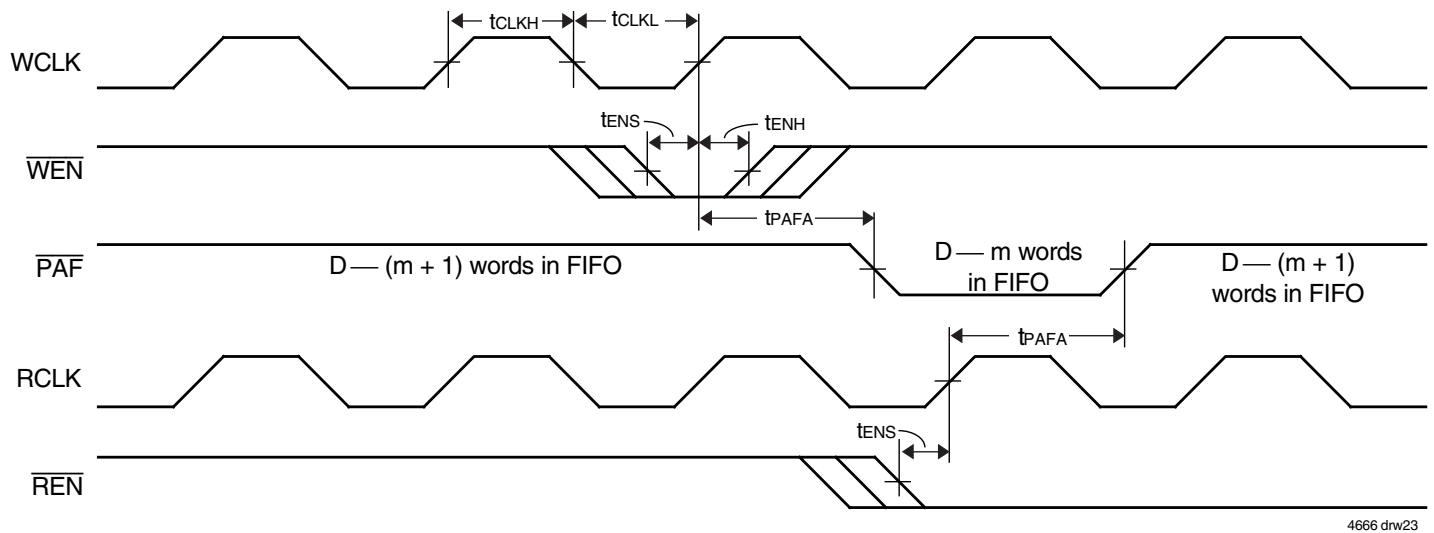 tCLKH
tCLKL
WCLK
tENS
tENH
WEN
tPAFA
PAF
D — (m + 1) words in FIFO
D — m words
in FIFO
D — (m + 1)
words in FIFO
tPAFA
RCLK
tENS
REN
4666 drw23